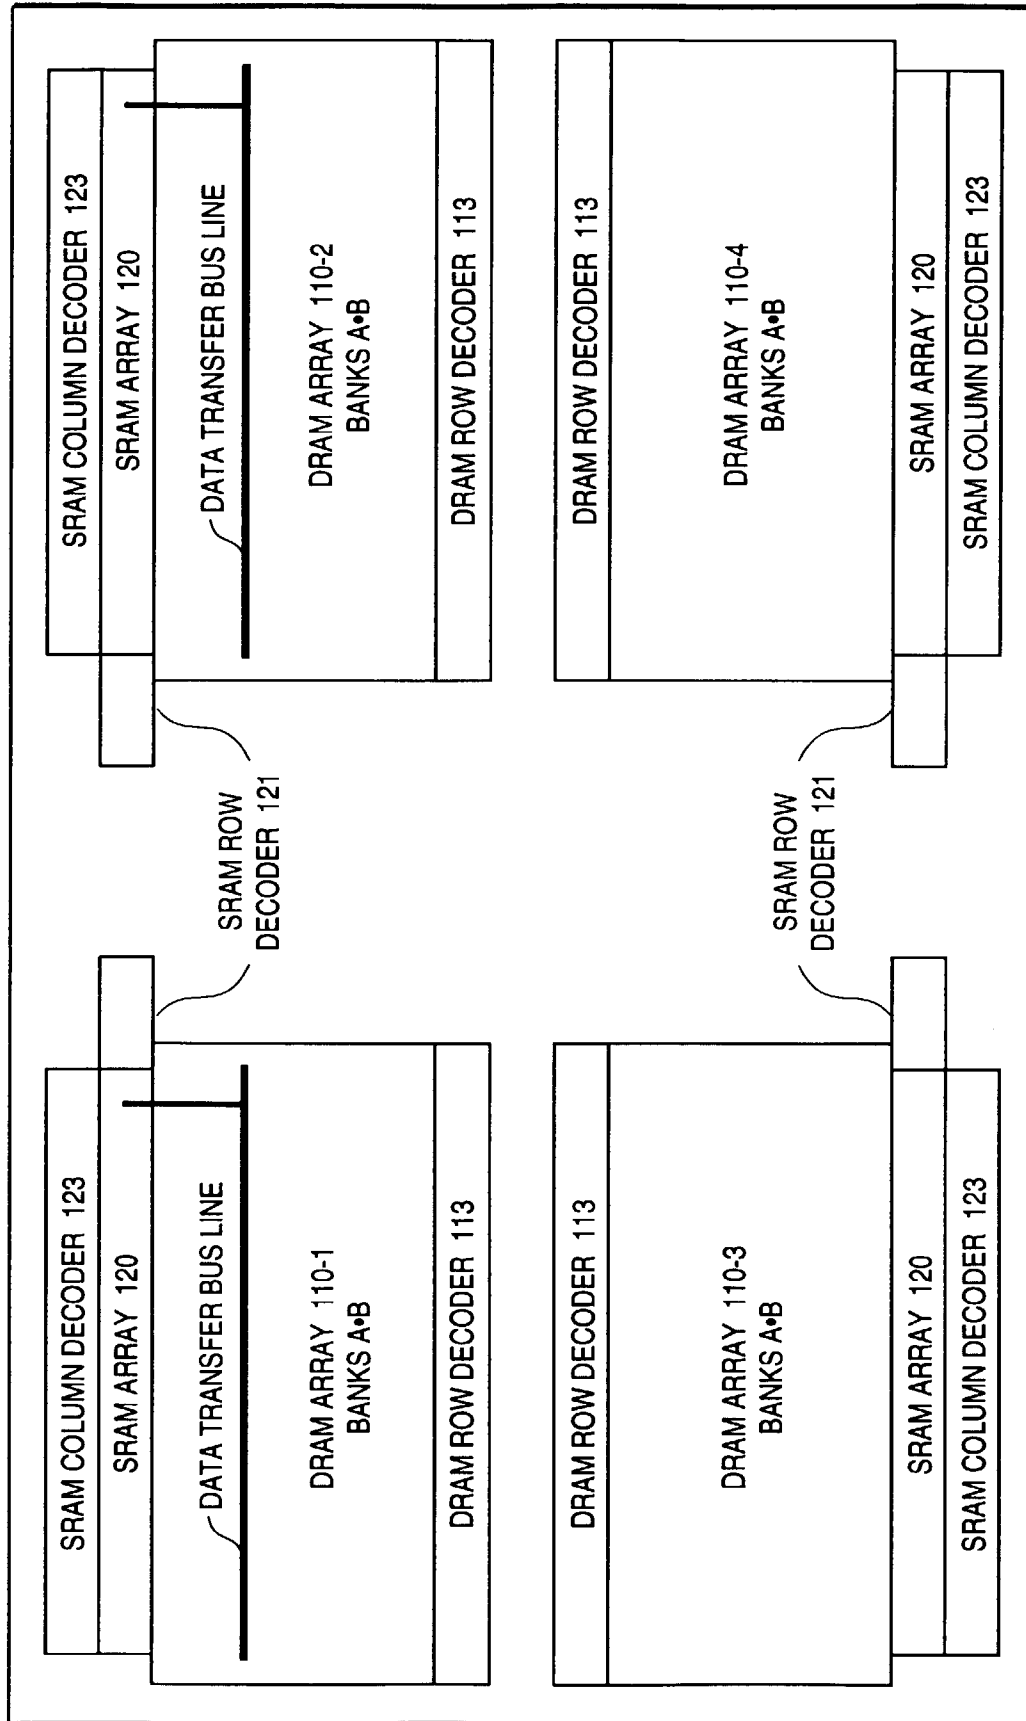 SRAM COLUMN DECODER 123
SRAM ARRAY 120
DATA TRANSFER BUS LINE
DRAM ARRAY 110-1
BANKS A•B
DRAM ROW DECODER 113
SRAM ROW
DECODER 121
SRAM COLUMN DECODER 123
SRAM ARRAY 120
DATA TRANSFER BUS LINE
DRAM ARRAY 110-2
BANKS A•B
DRAM ROW DECODER 113
DRAM ROW DECODER 113
DRAM ARRAY 110-3
BANKS A•B
SRAM ARRAY 120
SRAM COLUMN DECODER 123
SRAM ROW
DECODER 121
DRAM ROW DECODER 113
DRAM ARRAY 110-4
BANKS A•B
SRAM ARRAY 120
SRAM COLUMN DECODER 123